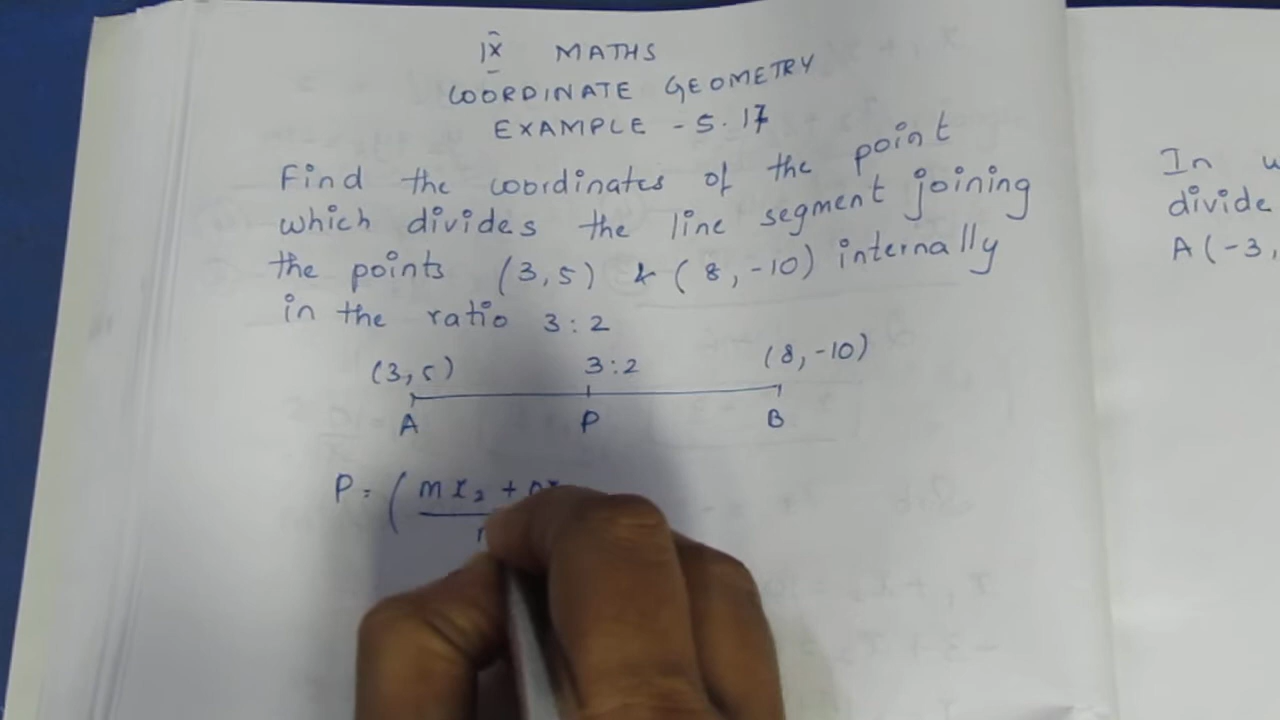 IX MATHS
COORDINATE GEOMETRY
EXAMPLE - 5.17
Find the coordinates of the point
which divides the line segment joining
the points (3,5) & (8,-10) internally
in the ratio 3:2
(3,5) 3:2 (8,-10)
A P B
P = ( mx₂ + nx
In
divide
A(-3,